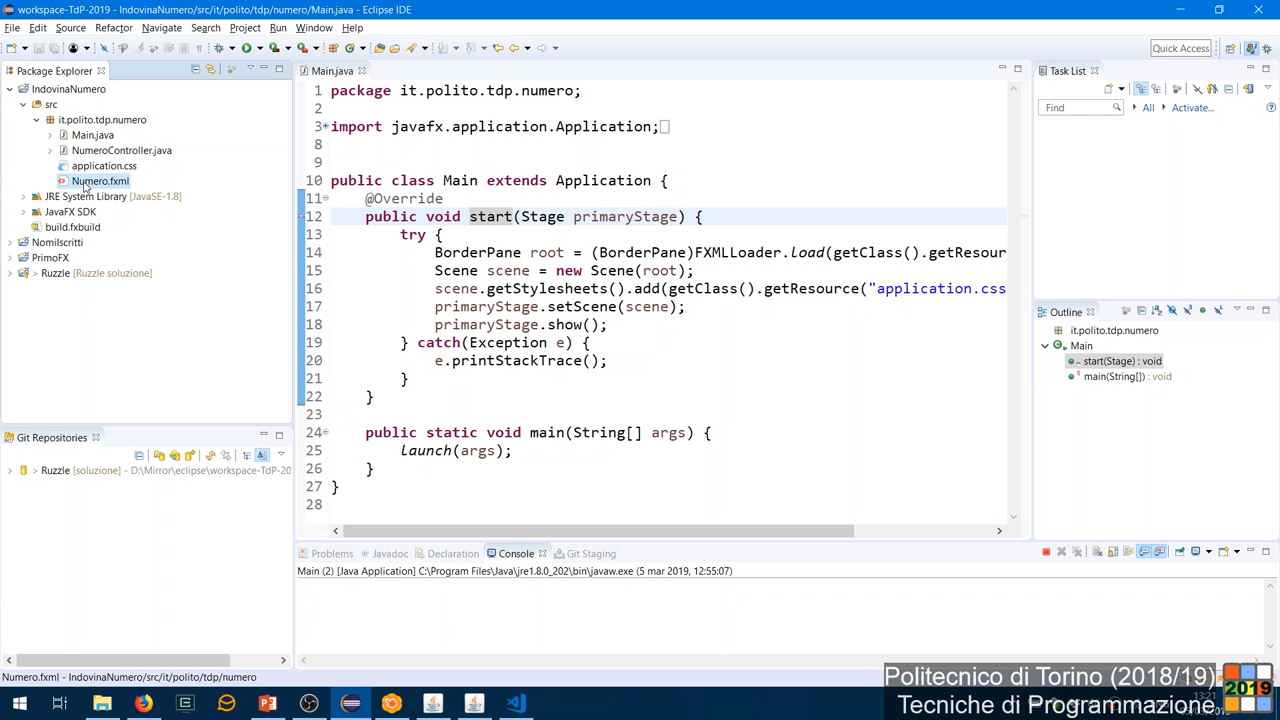 workspace-TdP-2019 - IndovinaNumero/src/it/polito/tdp/numero/Main.java - Eclipse IDE
File Edit Source Refactor Navigate Search Project Run Window Help
Quick Access
Package Explorer
IndovinaNumero
src
it.polito.tdp.numero
Main.java
NumeroController.java
application.css
Numero.fxml
JRE System Library [JavaSE-1.8]
JavaFX SDK
build.fxbuild
NomiIscritti
PrimoFX
> Ruzzle [Ruzzle soluzione]
Git Repositories
> Ruzzle [soluzione] - D:\Mirror\eclipse\workspace-TdP-20
Main.java
1 package it.polito.tdp.numero;
2
3 import javafx.application.Application;
8
9
10 public class Main extends Application {
11 @Override
12 public void start(Stage primaryStage) {
13 try {
14 BorderPane root = (BorderPane)FXMLLoader.load(getClass().getResour
15 Scene scene = new Scene(root);
16 scene.getStylesheets().add(getClass().getResource("application.css
17 primaryStage.setScene(scene);
18 primaryStage.show();
19 } catch(Exception e) {
20 e.printStackTrace();
21 }
22 }
23
24 public static void main(String[] args) {
25 launch(args);
26 }
27 }
28
Task List
Find All Activate...
Outline
it.polito.tdp.numero
Main
start(Stage) : void
main(String[]) : void
Problems Javadoc Declaration Console Git Staging
Main (2) [Java Application] C:\Program Files\Java\jre1.8.0_202\bin\javaw.exe (5 mar 2019, 12:55:07)
Numero.fxml - IndovinaNumero/src/it/polito/tdp/numero
Politecnico di Torino (2018/19)
Tecniche di Programmazione
2019
13:21